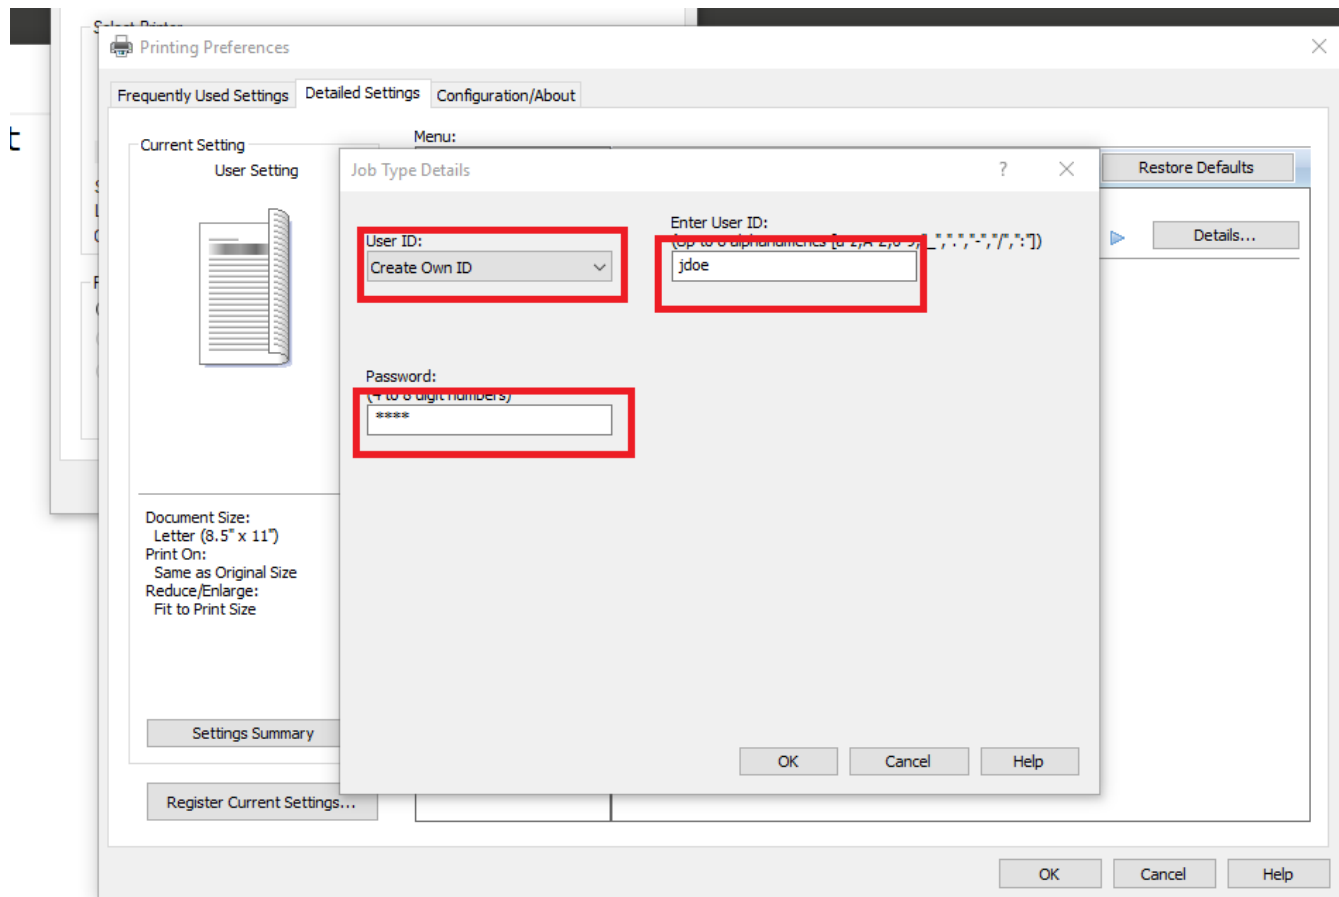 Printing Preferences
Frequently Used Settings
Detailed Settings
Configuration/About
t
Current Setting
User Setting
Menu:
Job Type Details
?
Restore Defaults
Details...
User ID:
Create Own ID
Enter User ID:
jdoe
Password:
****
Document Size:
Letter (8.5" x 11")
Print On:
Same as Original Size
Reduce/Enlarge:
Fit to Print Size
Settings Summary
OK
Cancel
Help
Register Current Settings...
OK
Cancel
Help